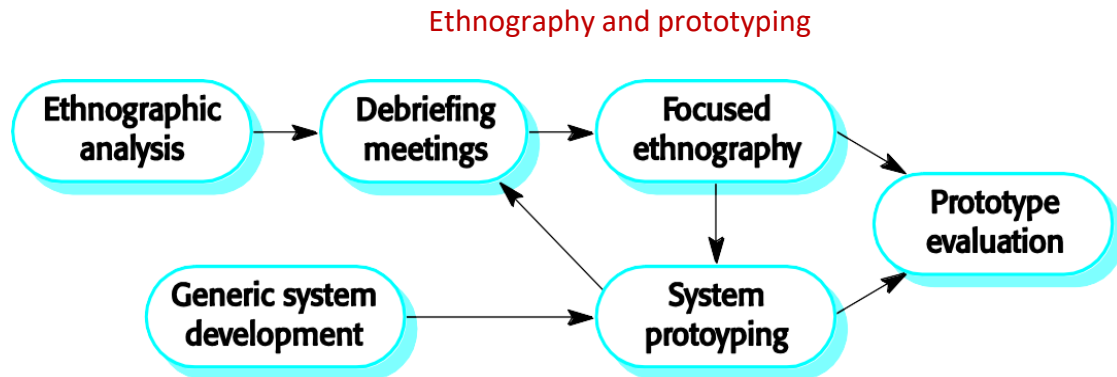 Ethnography and prototyping
Ethnographic
analysis
Debriefing
meetings
Focused
ethnography
Prototype
evaluation
Generic system
development
System
protoyping